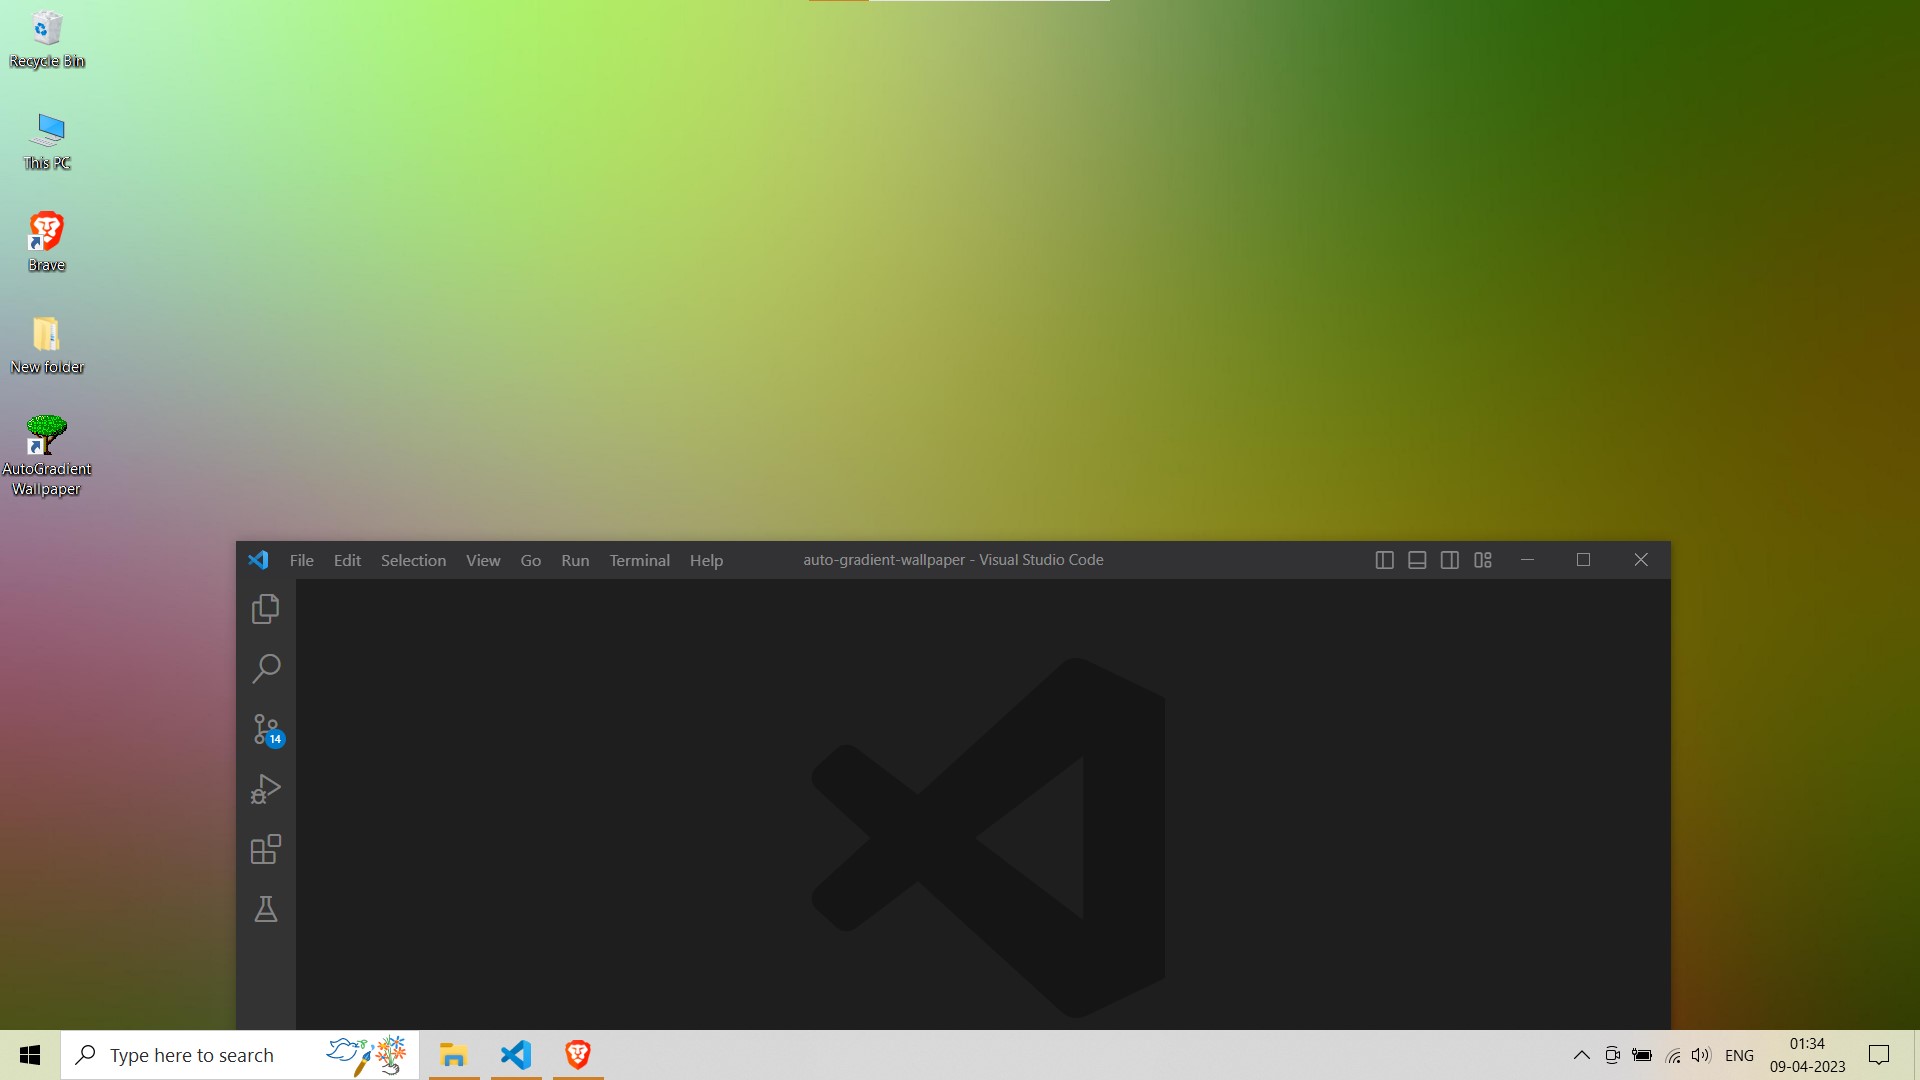 Recycle Bin
This PC
Brave
New folder
AutoGradient
Wallpaper
File Edit Selection View Go Run Terminal Help
auto-gradient-wallpaper - Visual Studio Code
14
Type here to search
ENG
01:34
09-04-2023